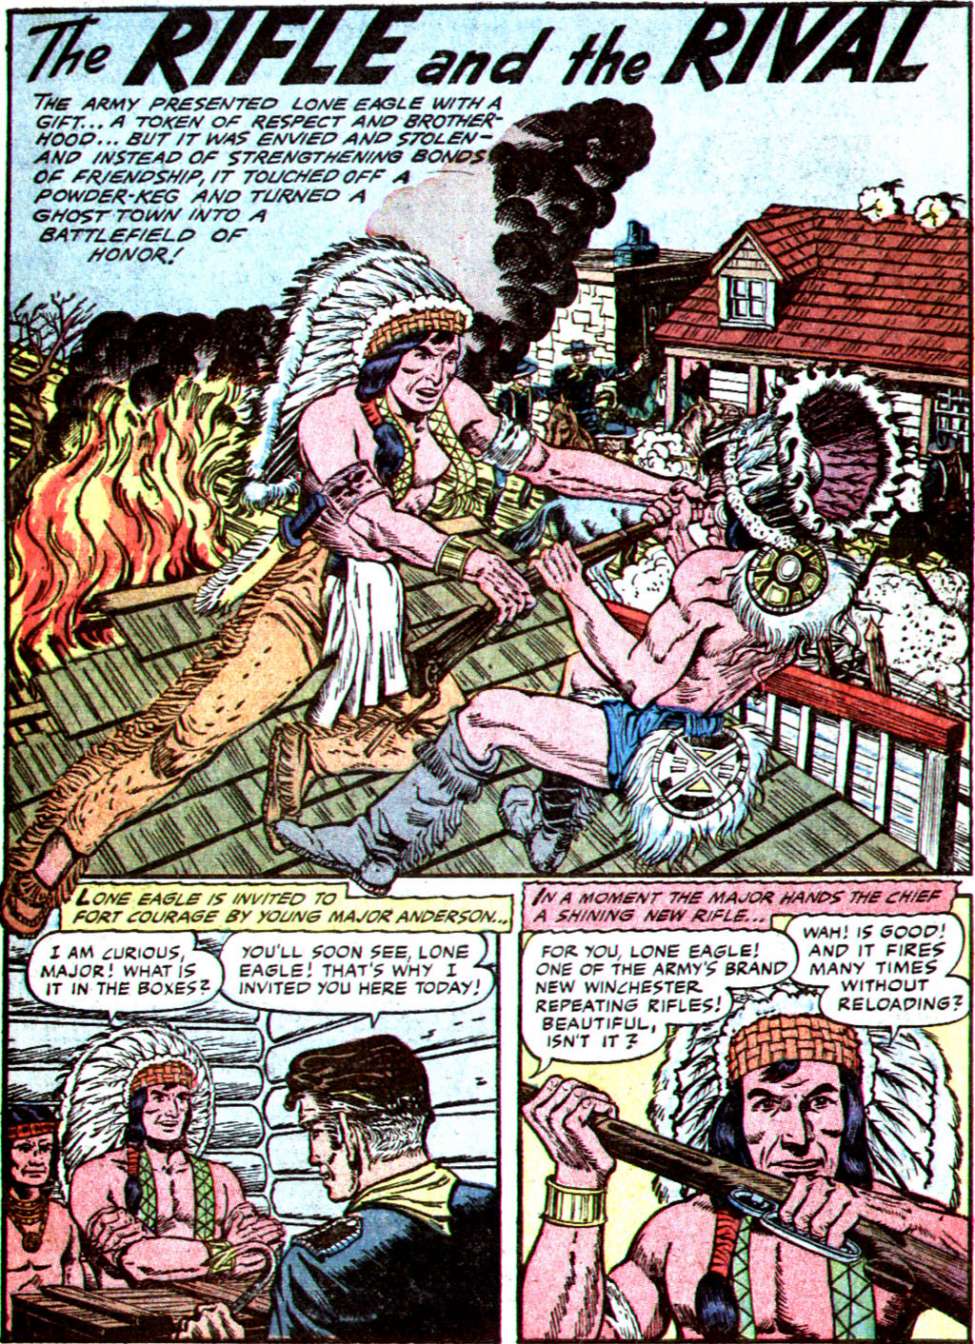 The RIFLE and the RIVAL
THE ARMY PRESENTED LONE EAGLE WITH A
GIFT... A TOKEN OF RESPECT AND BROTHER-
HOOD... BUT IT WAS ENVIED AND STOLEN-
AND INSTEAD OF STRENGTHENING BONDS
OF FRIENDSHIP, IT TOUCHED OFF A
POWDER-KEG AND TURNED A
GHOST TOWN INTO A
BATTLEFIELD OF
HONOR!
LONE EAGLE IS INVITED TO
FORT COURAGE BY YOUNG MAJOR ANDERSON...
I AM CURIOUS,
MAJOR! WHAT IS
IT IN THE BOXES?
YOU'LL SOON SEE, LONE
EAGLE! THAT'S WHY I
INVITED YOU HERE TODAY!
IN A MOMENT THE MAJOR HANDS THE CHIEF
A SHINING NEW RIFLE...
FOR YOU, LONE EAGLE!
ONE OF THE ARMY'S BRAND
NEW WINCHESTER
REPEATING RIFLES!
BEAUTIFUL,
ISN'T IT?
WAH! IS GOOD!
AND IT FIRES
MANY TIMES
WITHOUT
RELOADING?